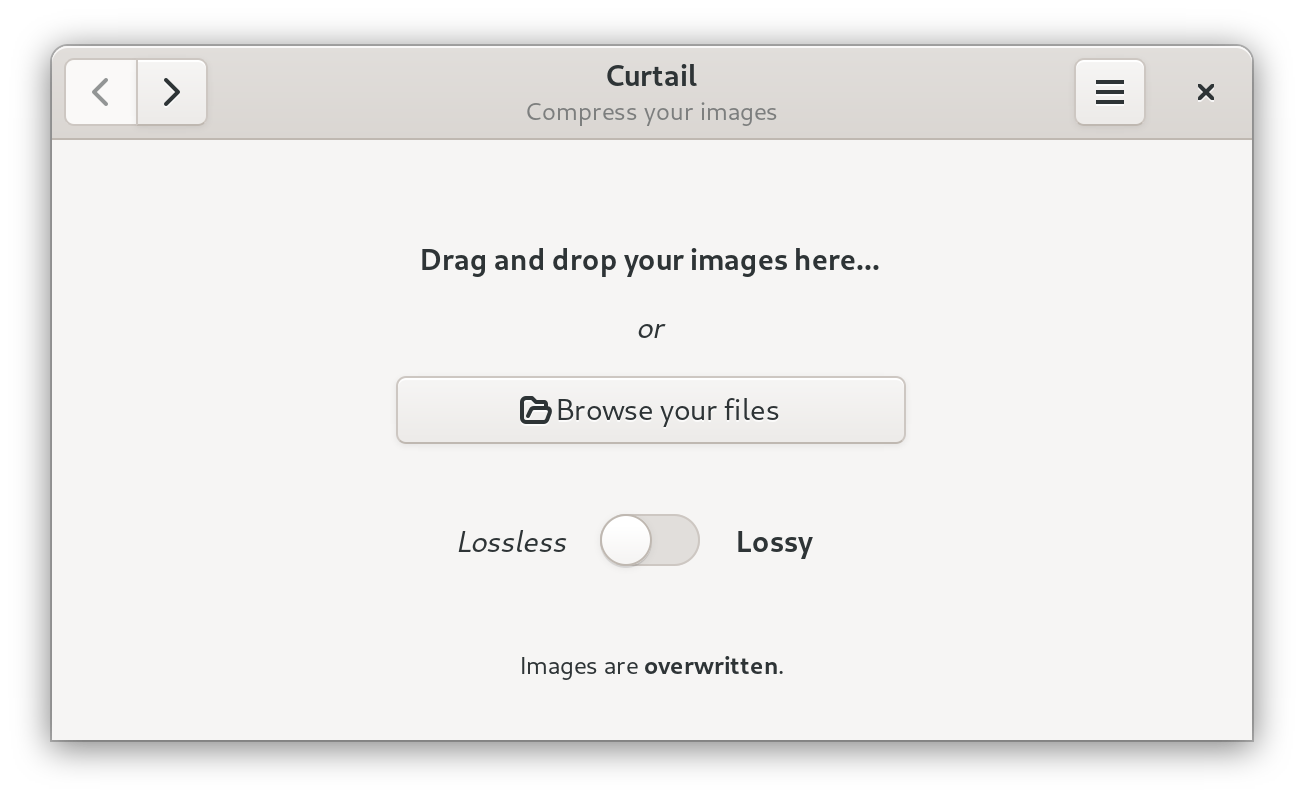 Curtail
Compress your images
Drag and drop your images here...
or
Browse your files
Lossless Lossy
Images are overwritten.